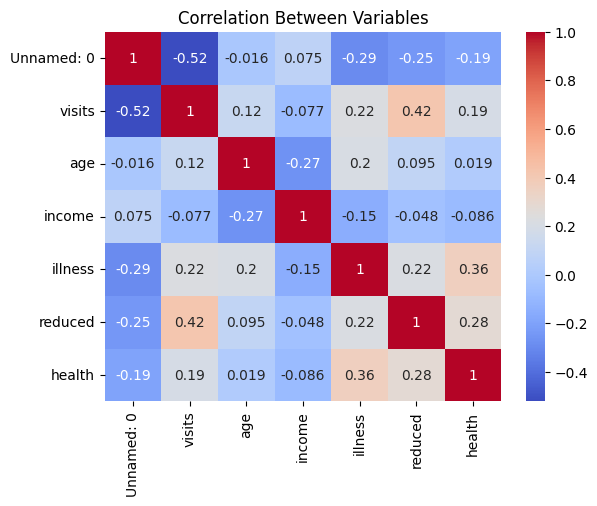 Correlation Between Variables
Unnamed: 0 1 -0.52 -0.016 0.075 -0.29 -0.25 -0.19
visits -0.52 1 0.12 -0.077 0.22 0.42 0.19
age -0.016 0.12 1 -0.27 0.2 0.095 0.019
income 0.075 -0.077 -0.27 1 -0.15 -0.048 -0.086
illness -0.29 0.22 0.2 -0.15 1 0.22 0.36
reduced -0.25 0.42 0.095 -0.048 0.22 1 0.28
health -0.19 0.19 0.019 -0.086 0.36 0.28 1
Unnamed: 0 visits age income illness reduced health
1.0
0.8
0.6
0.4
0.2
0.0
−0.2
−0.4